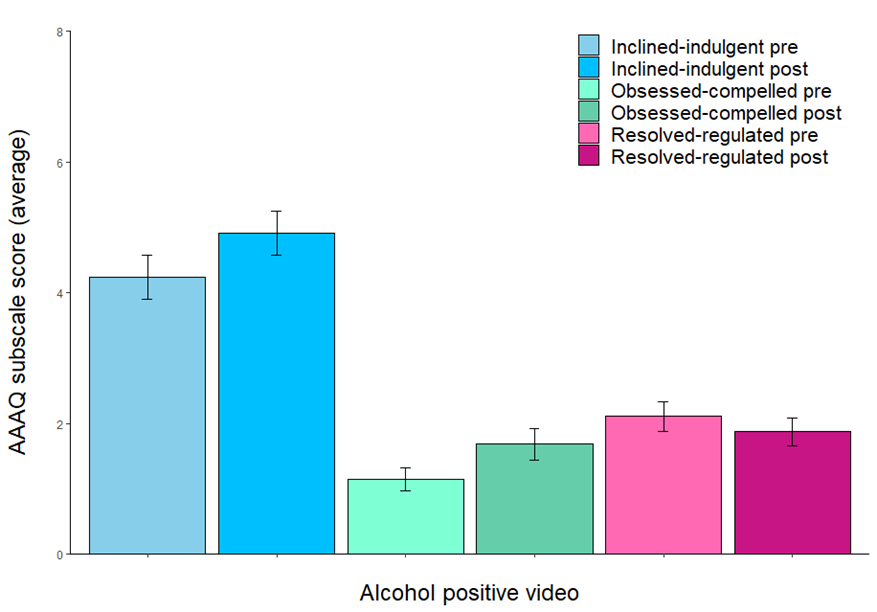 8
6
4
2
0
AAAQ subscale score (average)
Inclined-indulgent pre
Inclined-indulgent post
Obsessed-compelled pre
Obsessed-compelled post
Resolved-regulated pre
Resolved-regulated post
Alcohol positive video